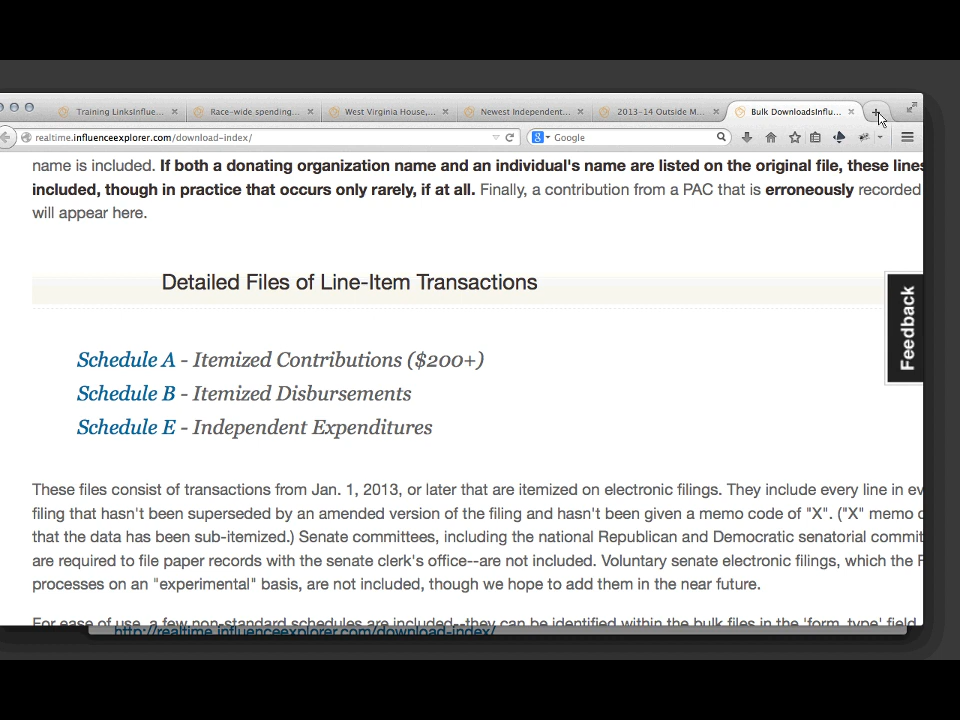 Training LinksInflue...
Race-wide spending...
West Virginia House,...
Newest Independent...
2013-14 Outside M...
Bulk DownloadsInflu...
realtime.influenceexplorer.com/download-index/
Google
name is included. If both a donating organization name and an individual's name are listed on the original file, these lines
included, though in practice that occurs only rarely, if at all. Finally, a contribution from a PAC that is erroneously recorded
will appear here.
Detailed Files of Line-Item Transactions
Feedback
Schedule A - Itemized Contributions ($200+)
Schedule B - Itemized Disbursements
Schedule E - Independent Expenditures
These files consist of transactions from Jan. 1, 2013, or later that are itemized on electronic filings. They include every line in ev
filing that hasn't been superseded by an amended version of the filing and hasn't been given a memo code of "X". ("X" memo c
that the data has been sub-itemized.) Senate committees, including the national Republican and Democratic senatorial commit
are required to file paper records with the senate clerk's office--are not included. Voluntary senate electronic filings, which the F
processes on an "experimental" basis, are not included, though we hope to add them in the near future.
For ease of use, a few non-standard schedules are included--they can be identified within the bulk files in the 'form_type' field
http://realtime.influenceexplorer.com/download-index/